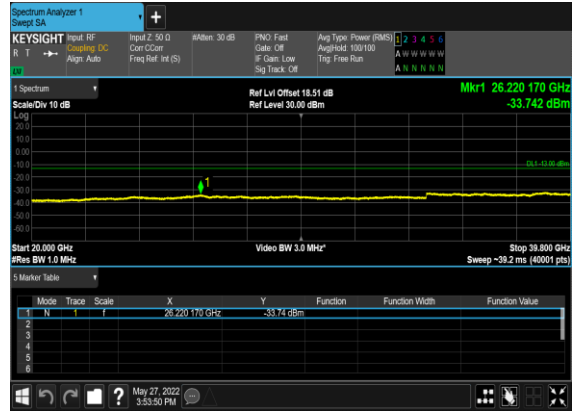 Spectrum Analyzer 1
Swept SA
KEYSIGHT Input: RF Input Z: 50 Ω #Atten: 30 dB PNO: Fast Avg Type: Power (RMS) 1 2 3 4 5 6
R T Coupling: DC Corr CCorr Gate: Off Avg|Hold: 100/100 A W W W W W
Align: Auto Freq Ref: Int (S) IF Gain: Low Trig: Free Run
Sig Track: Off A N N N N N
1 Spectrum Ref Lvl Offset 18.51 dB Mkr1 26.220 170 GHz
Scale/Div 10 dB Ref Level 30.00 dBm -33.742 dBm
Log
20.0
10.0
0.00
-10.0 DL1 -13.00 dBm
-20.0
1
-30.0
-40.0
-50.0
-60.0
Start 20.000 GHz Video BW 3.0 MHz* Stop 39.800 GHz
#Res BW 1.0 MHz Sweep ~39.2 ms (40001 pts)
5 Marker Table
Mode Trace Scale X Y Function Function Width Function Value
1 N 1 f 26.220 170 GHz -33.74 dBm
2
3
4
5
6
? May 27, 2022
3:53:50 PM